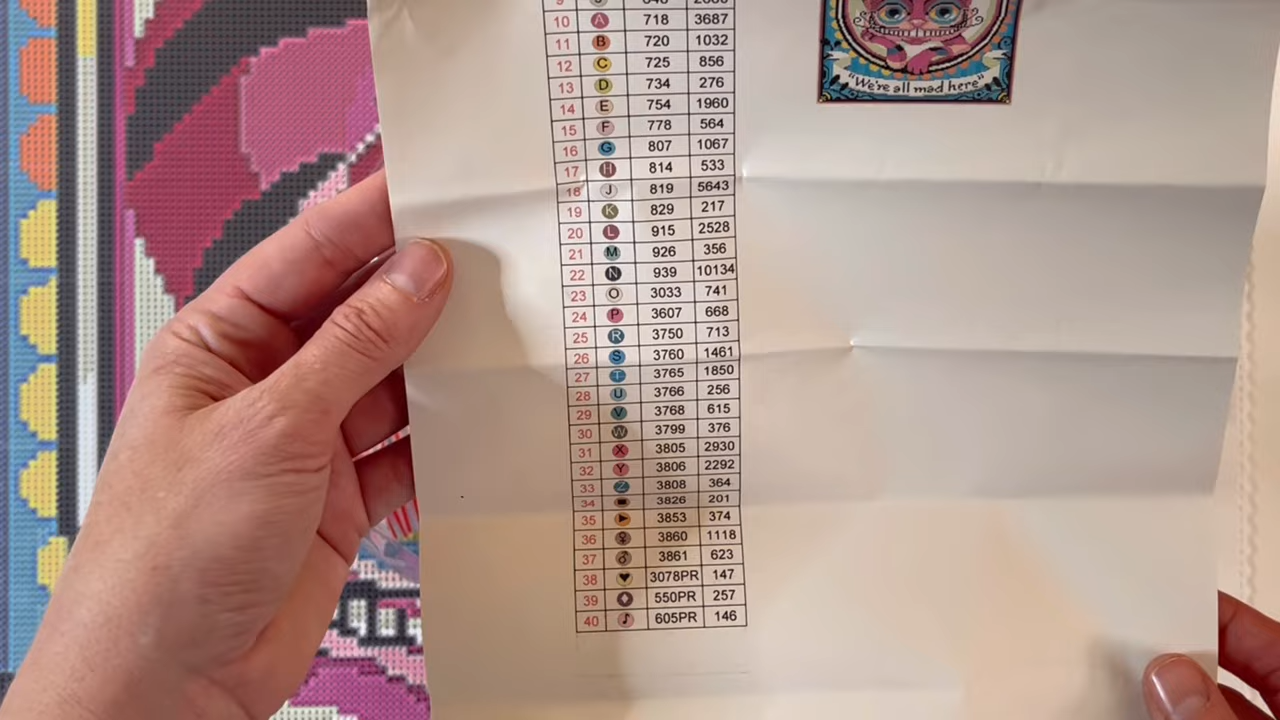 10 A 718 3687
11 B 720 1032
12 C 725 856
13 D 734 276
14 E 754 1960
15 F 778 564
16 G 807 1067
17 H 814 533
18 J 819 5643
19 K 829 217
20 L 915 2528
21 M 926 356
22 N 939 10134
23 O 3033 741
24 P 3607 668
25 R 3750 713
26 S 3760 1461
27 T 3765 1850
28 U 3766 256
29 V 3768 615
30 W 3799 376
31 X 3805 2930
32 Y 3806 2292
33 Z 3808 364
34 3826 201
35 3853 374
36 ♀ 3860 1118
37 ♂ 3861 623
38 ♥ 3078PR 147
39 ♦ 550PR 257
40 ♪ 605PR 146
"We're all mad here"